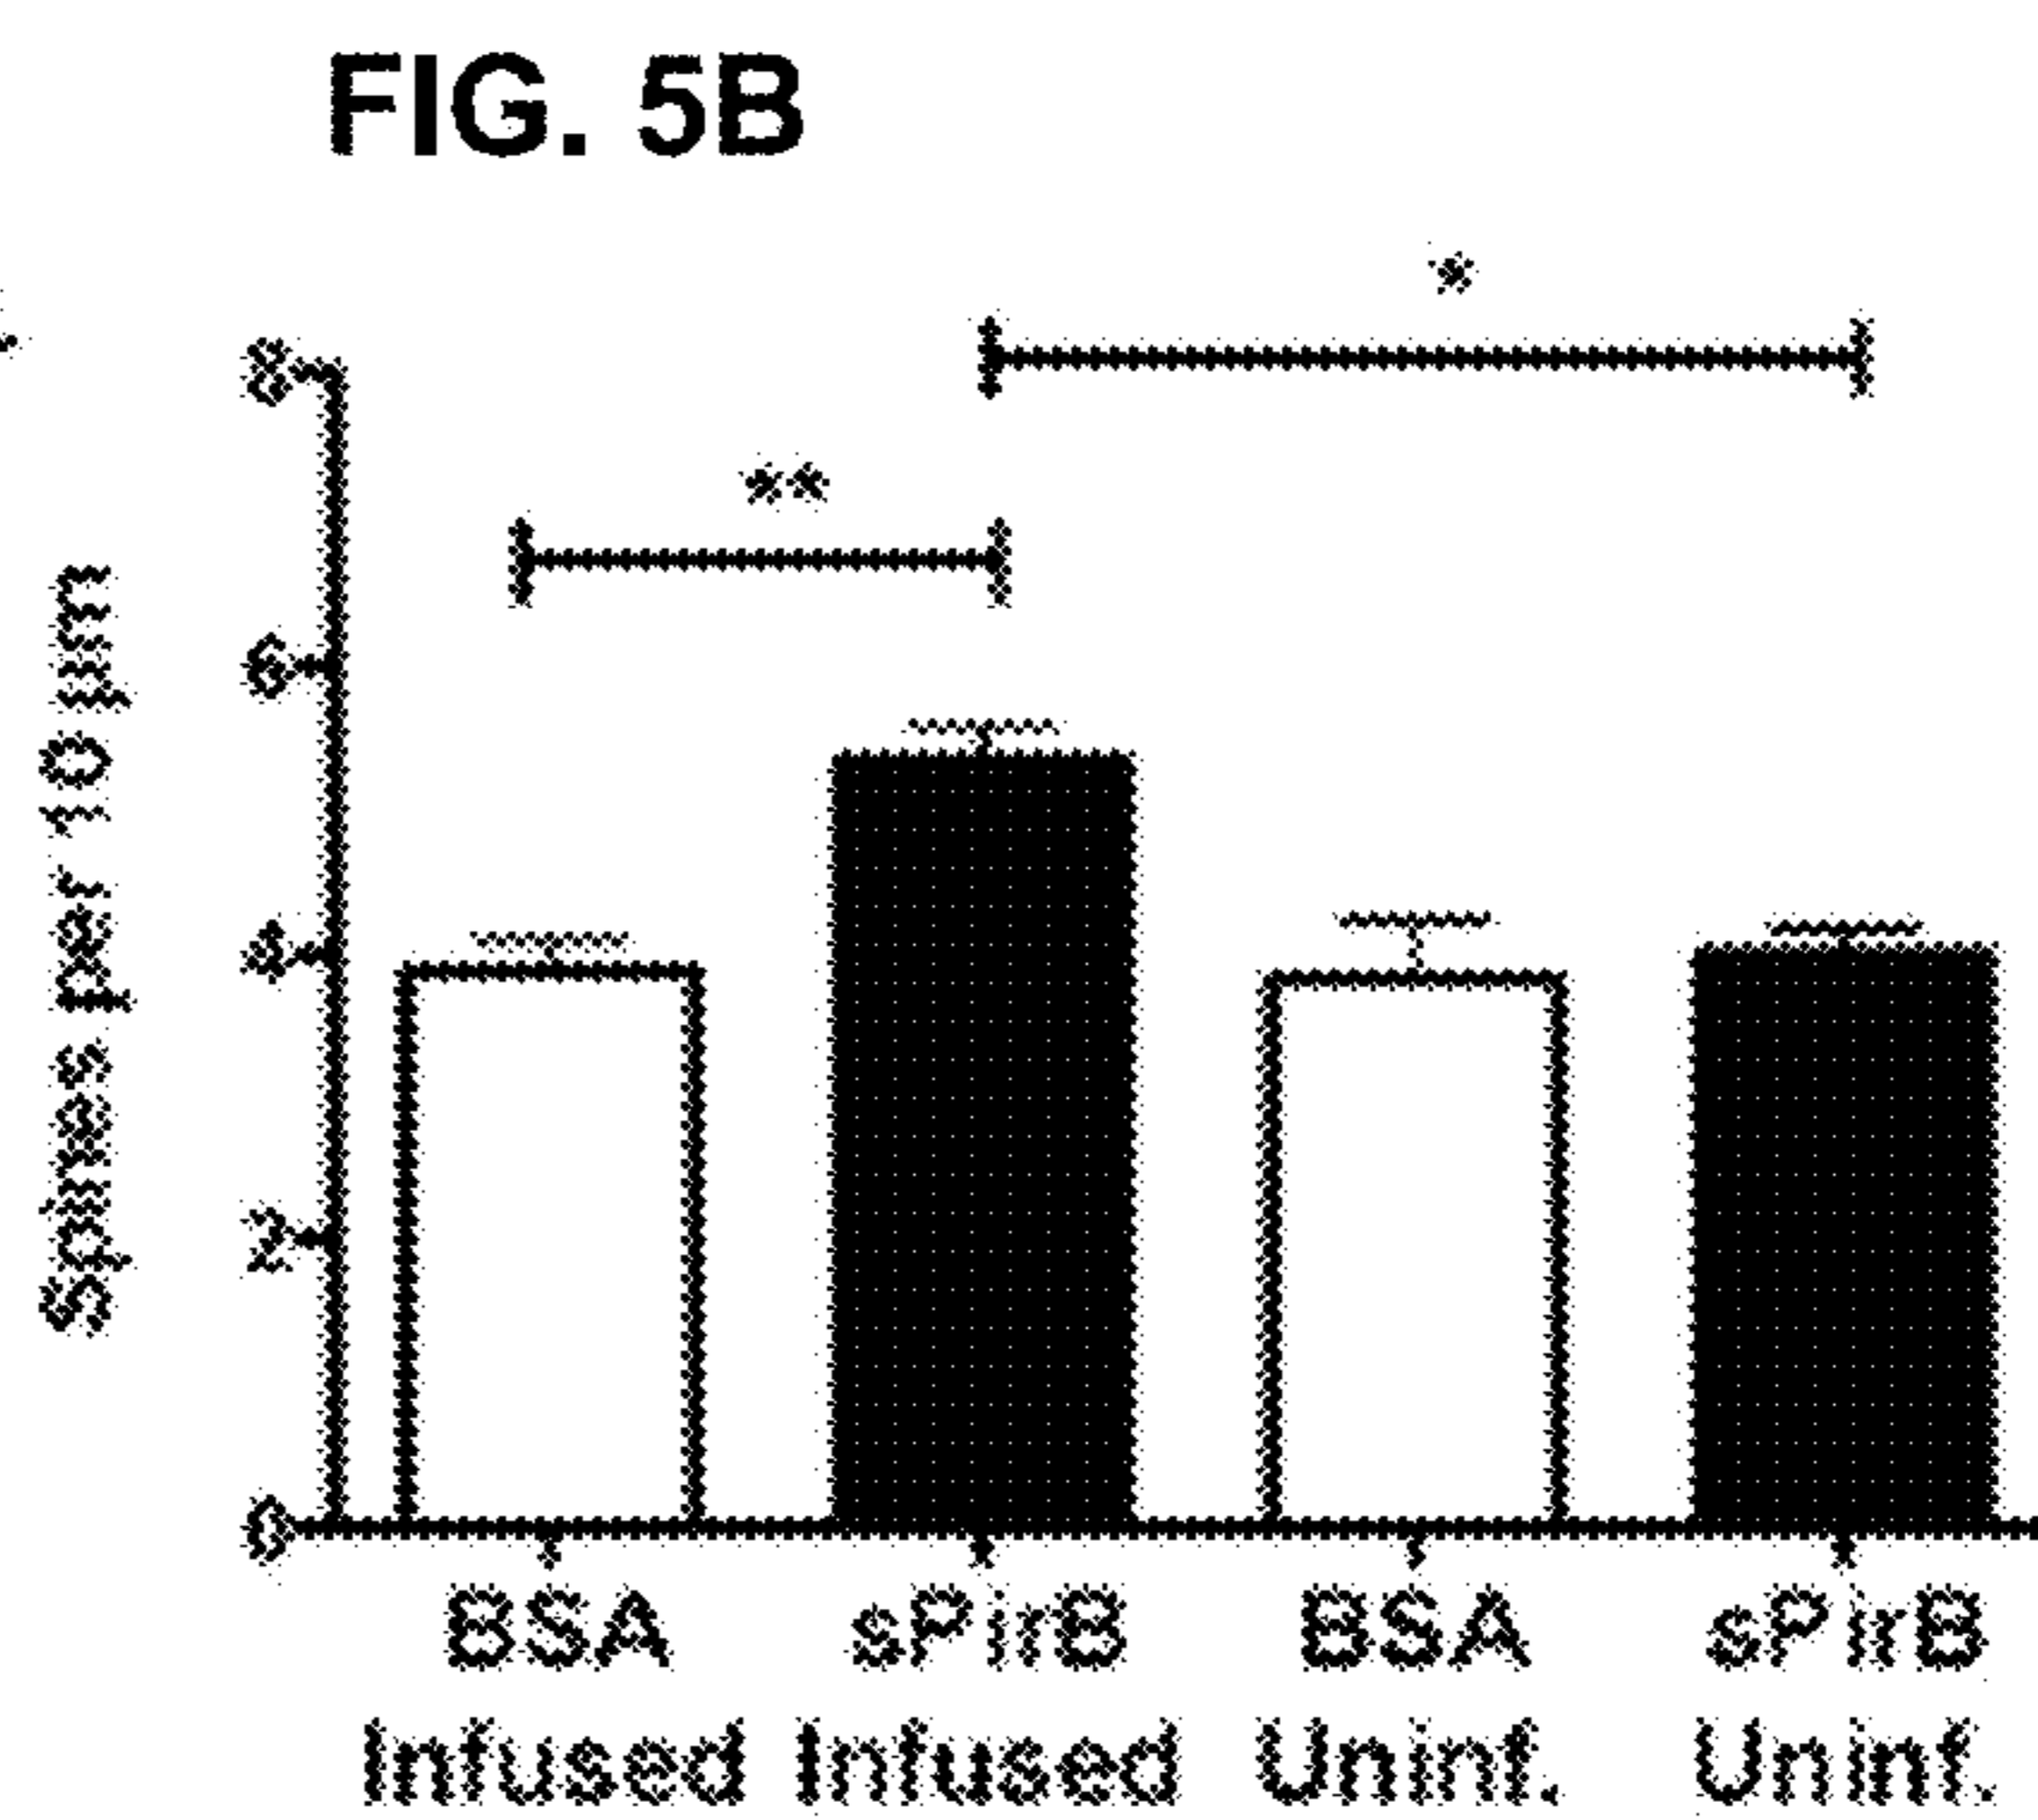 FIG. 5B
*
8
**
6
4
2
0
Spines per 10 μm
BSA sPirB BSA sPirB
Infused Infused Uninf. Uninf.